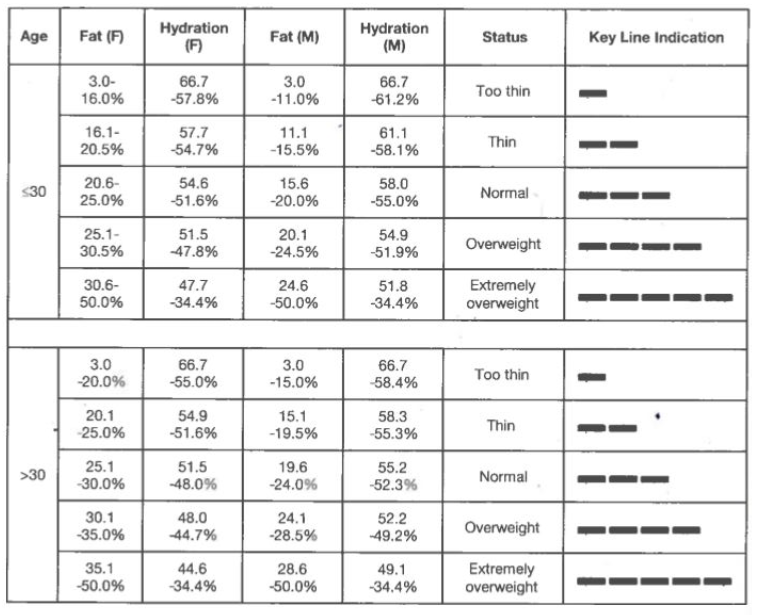 Age Fat (F) Hydration (F) Fat (M) Hydration (M) Status Key Line Indication
≤30
3.0-16.0% 66.7-57.8% 3.0-11.0% 66.7-61.2% Too thin
16.1-20.5% 57.7-54.7% 11.1-15.5% 61.1-58.1% Thin
20.6-25.0% 54.6-51.6% 15.6-20.0% 58.0-55.0% Normal
25.1-30.5% 51.5-47.8% 20.1-24.5% 54.9-51.9% Overweight
30.6-50.0% 47.7-34.4% 24.6-50.0% 51.8-34.4% Extremely overweight
>30
3.0-20.0% 66.7-55.0% 3.0-15.0% 66.7-58.4% Too thin
20.1-25.0% 54.9-51.6% 15.1-19.5% 58.3-55.3% Thin
25.1-30.0% 51.5-48.0% 19.6-24.0% 55.2-52.3% Normal
30.1-35.0% 48.0-44.7% 24.1-28.5% 52.2-49.2% Overweight
35.1-50.0% 44.6-34.4% 28.6-50.0% 49.1-34.4% Extremely overweight